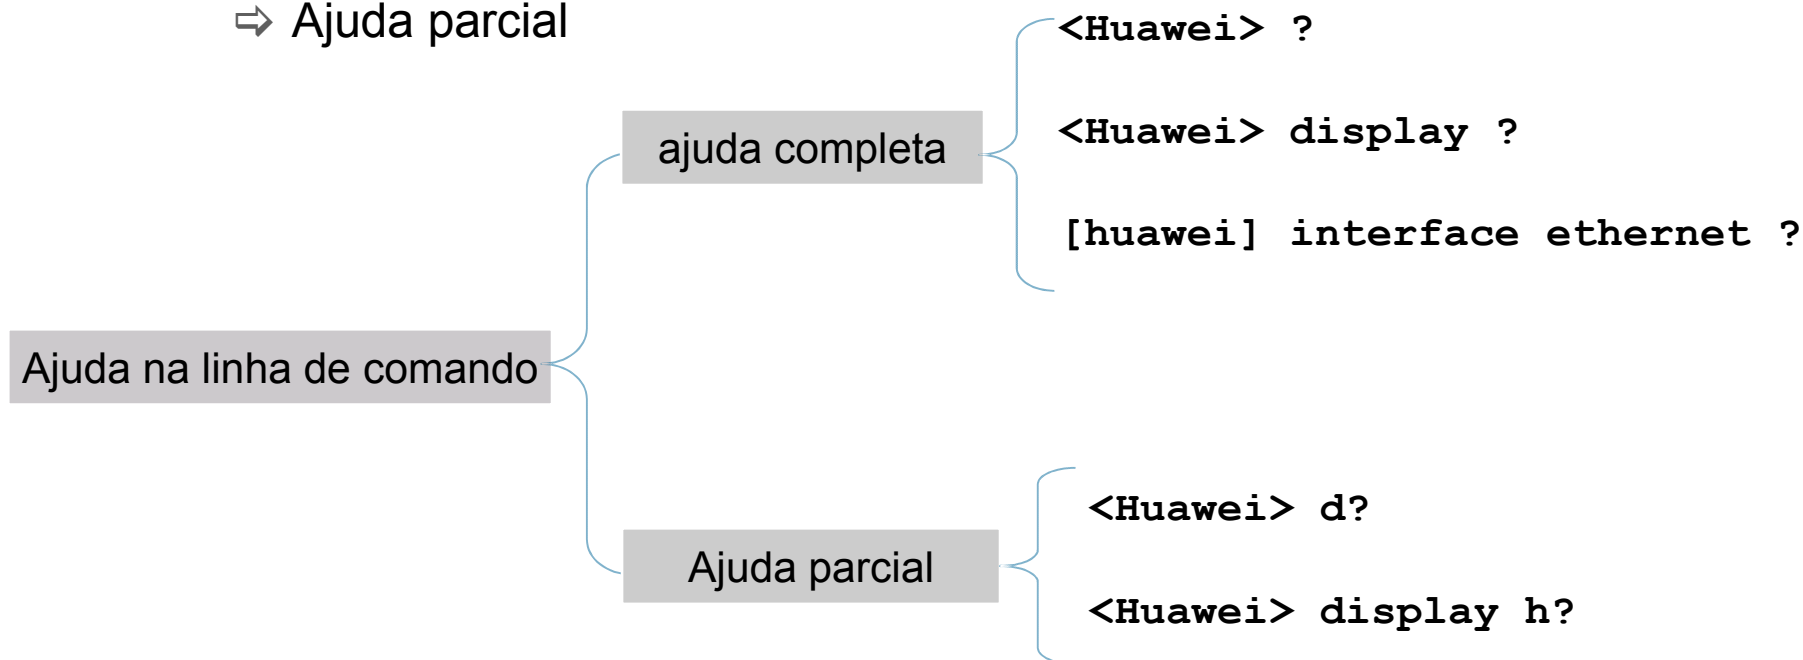 ⇨ Ajuda parcial
<Huawei> ?
ajuda completa
<Huawei> display ?
[huawei] interface ethernet ?
Ajuda na linha de comando
<Huawei> d?
Ajuda parcial
<Huawei> display h?